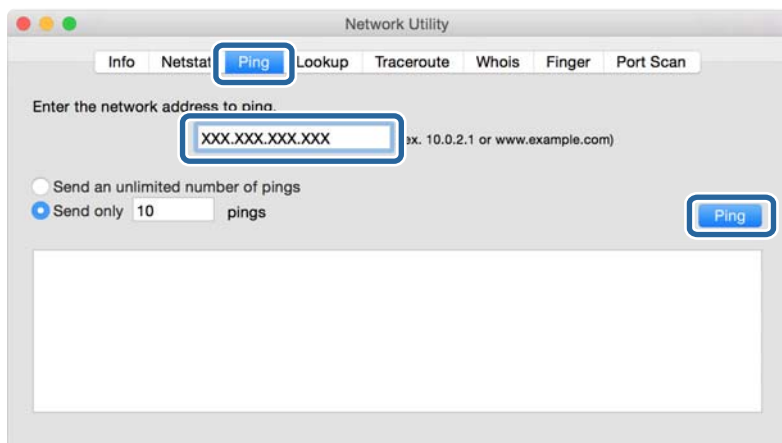 Network Utility
Info Netstat Ping Lookup Traceroute Whois Finger Port Scan
Enter the network address to ping.
XXX.XXX.XXX.XXX ex. 10.0.2.1 or www.example.com)
Send an unlimited number of pings
Send only 10 pings
Ping